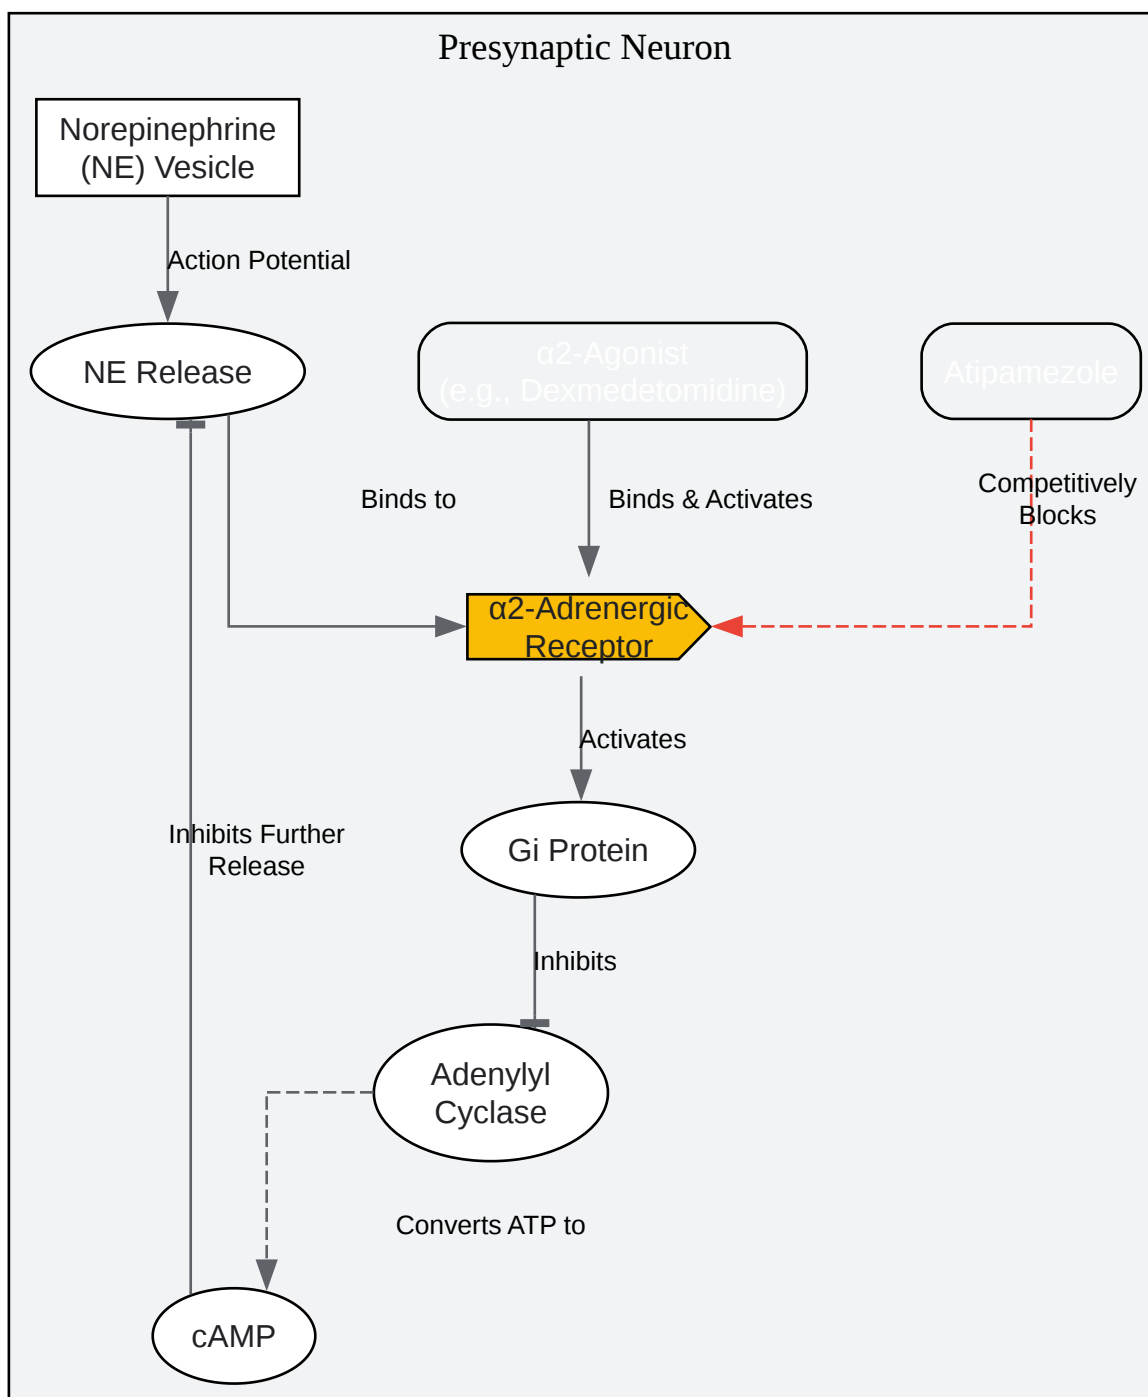 Presynaptic Neuron
Norepinephrine
(NE) Vesicle
Action Potential
NE Release
α2-Agonist
(e.g., Dexmedetomidine)
Atipamezole
Binds to
Binds & Activates
Competitively
Blocks
α2-Adrenergic
Receptor
Activates
Inhibits Further
Release
Gi Protein
Inhibits
Adenylyl
Cyclase
Converts ATP to
cAMP